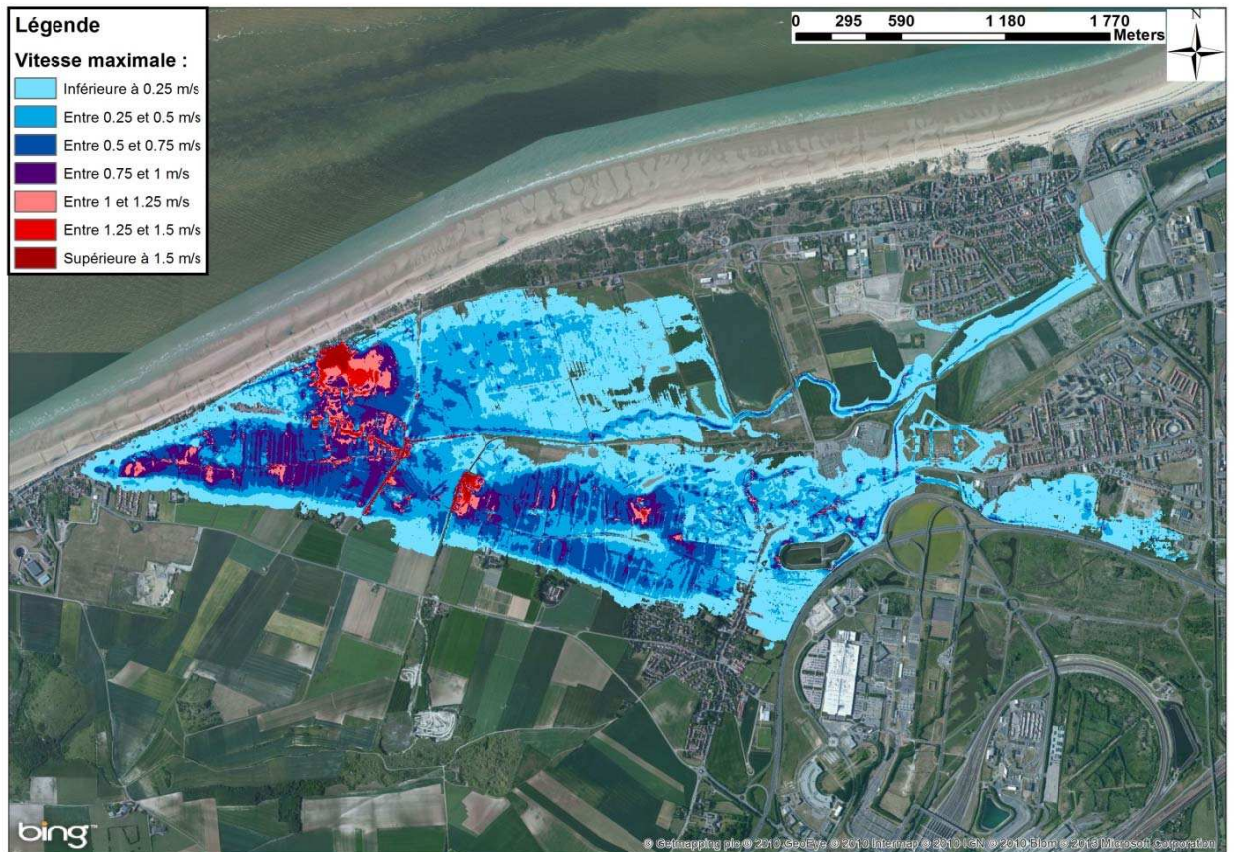 Légende
Vitesse maximale :
Inférieure à 0.25 m/s
Entre 0.25 et 0.5 m/s
Entre 0.5 et 0.75 m/s
Entre 0.75 et 1 m/s
Entre 1 et 1.25 m/s
Entre 1.25 et 1.5 m/s
Supérieure à 1.5 m/s
0 295 590 1 180 1 770
Meters
N
bing™
© Getmapping plc © 2010 GeoEye © 2010 Intermap © 2010 IGN © 2010 Blom © 2013 Microsoft Corporation